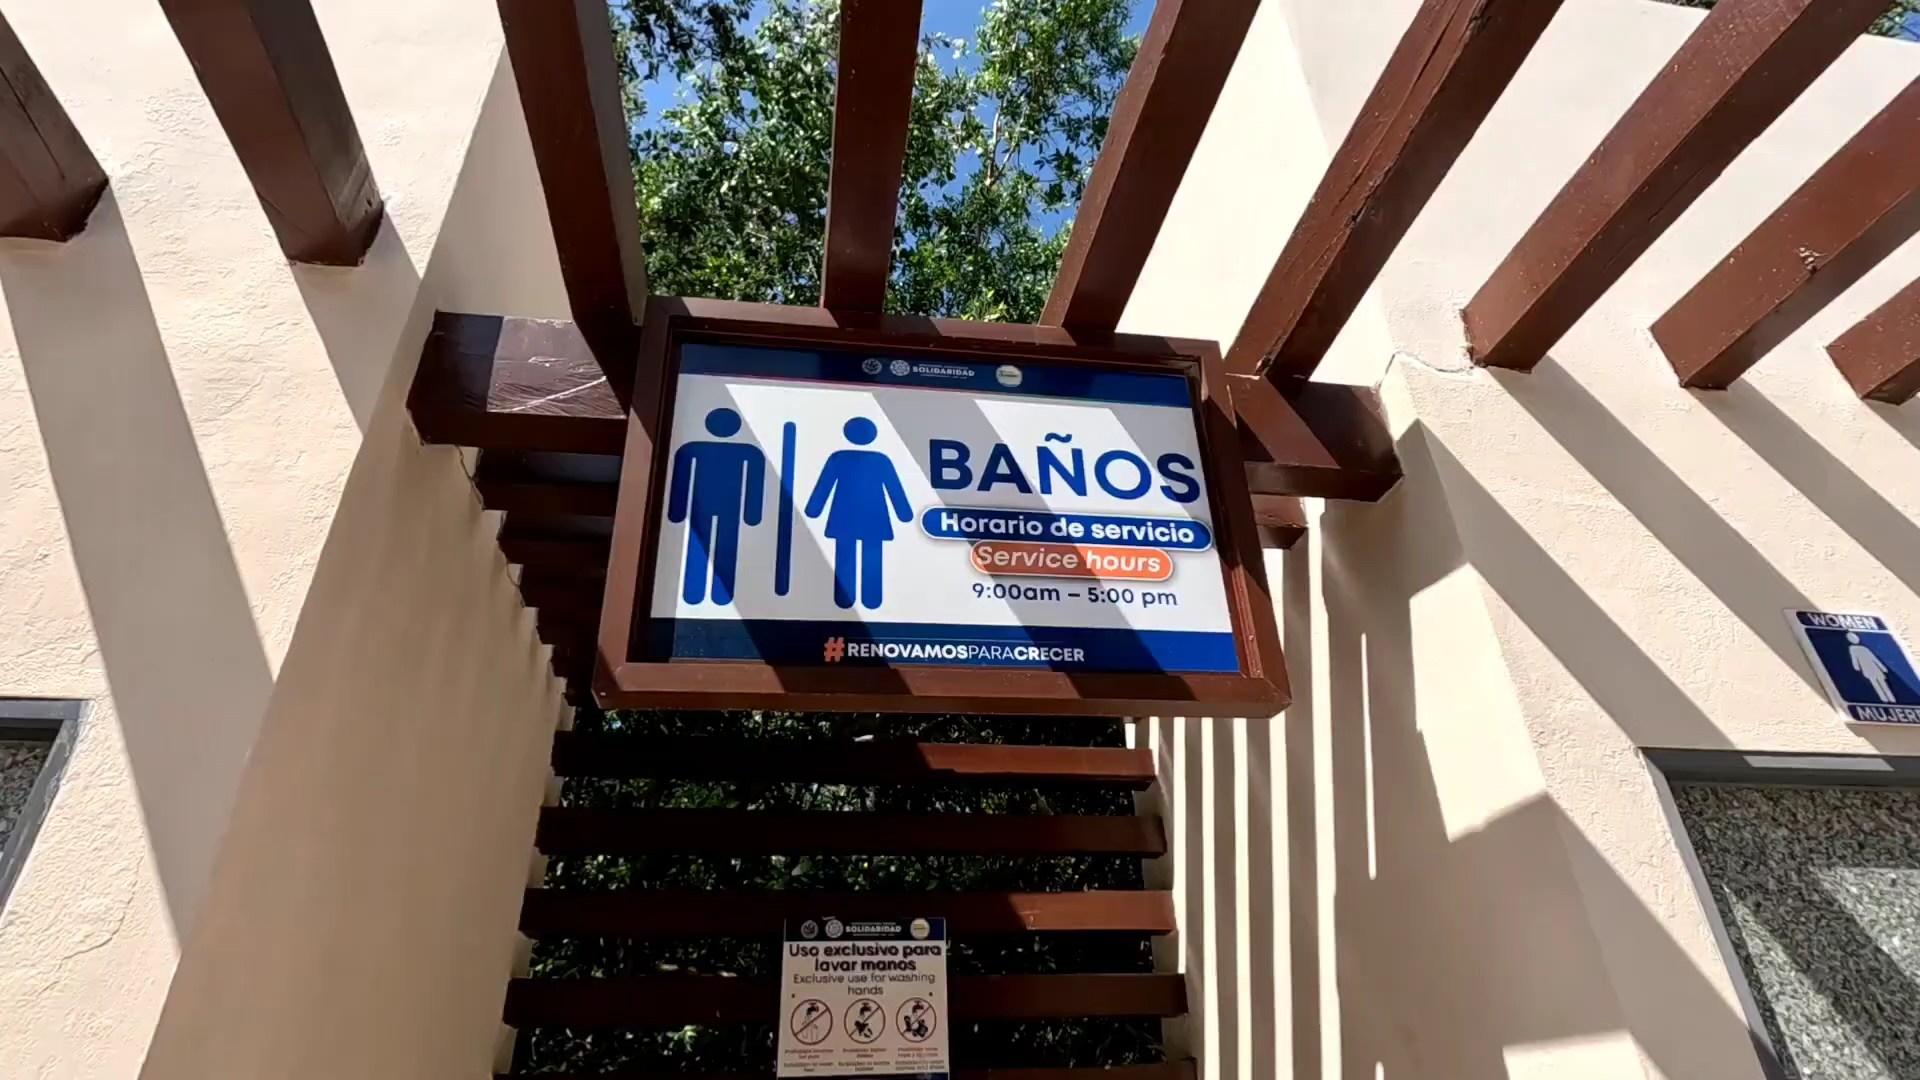 SOLIDARIDAD
BAÑOS
Horario de servicio
Service hours
9:00am – 5:00 pm
#RENOVAMOSPARACRECER
WOMEN
SOLIDARIDAD
Uso exclusivo para
lavar manos
Exclusive use for washing
hands